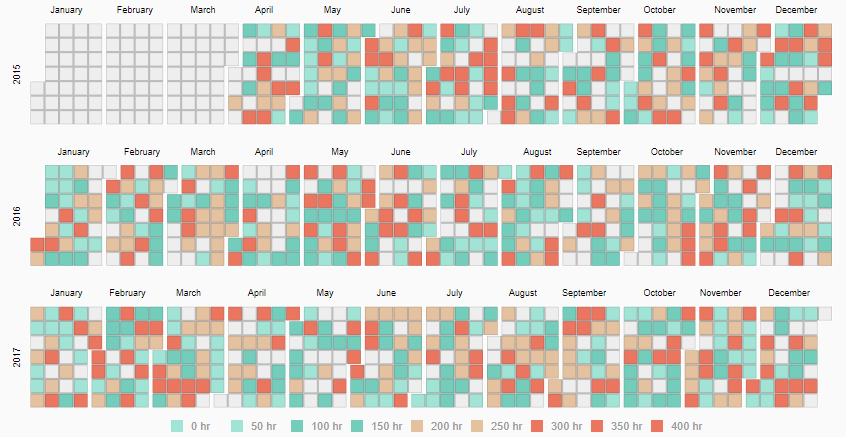 January February March April May June July August September October November December
2015
January February March April May June July August September October November December
2016
January February March April May June July August September October November December
2017
0 hr 50 hr 100 hr 150 hr 200 hr 250 hr 300 hr 350 hr 400 hr